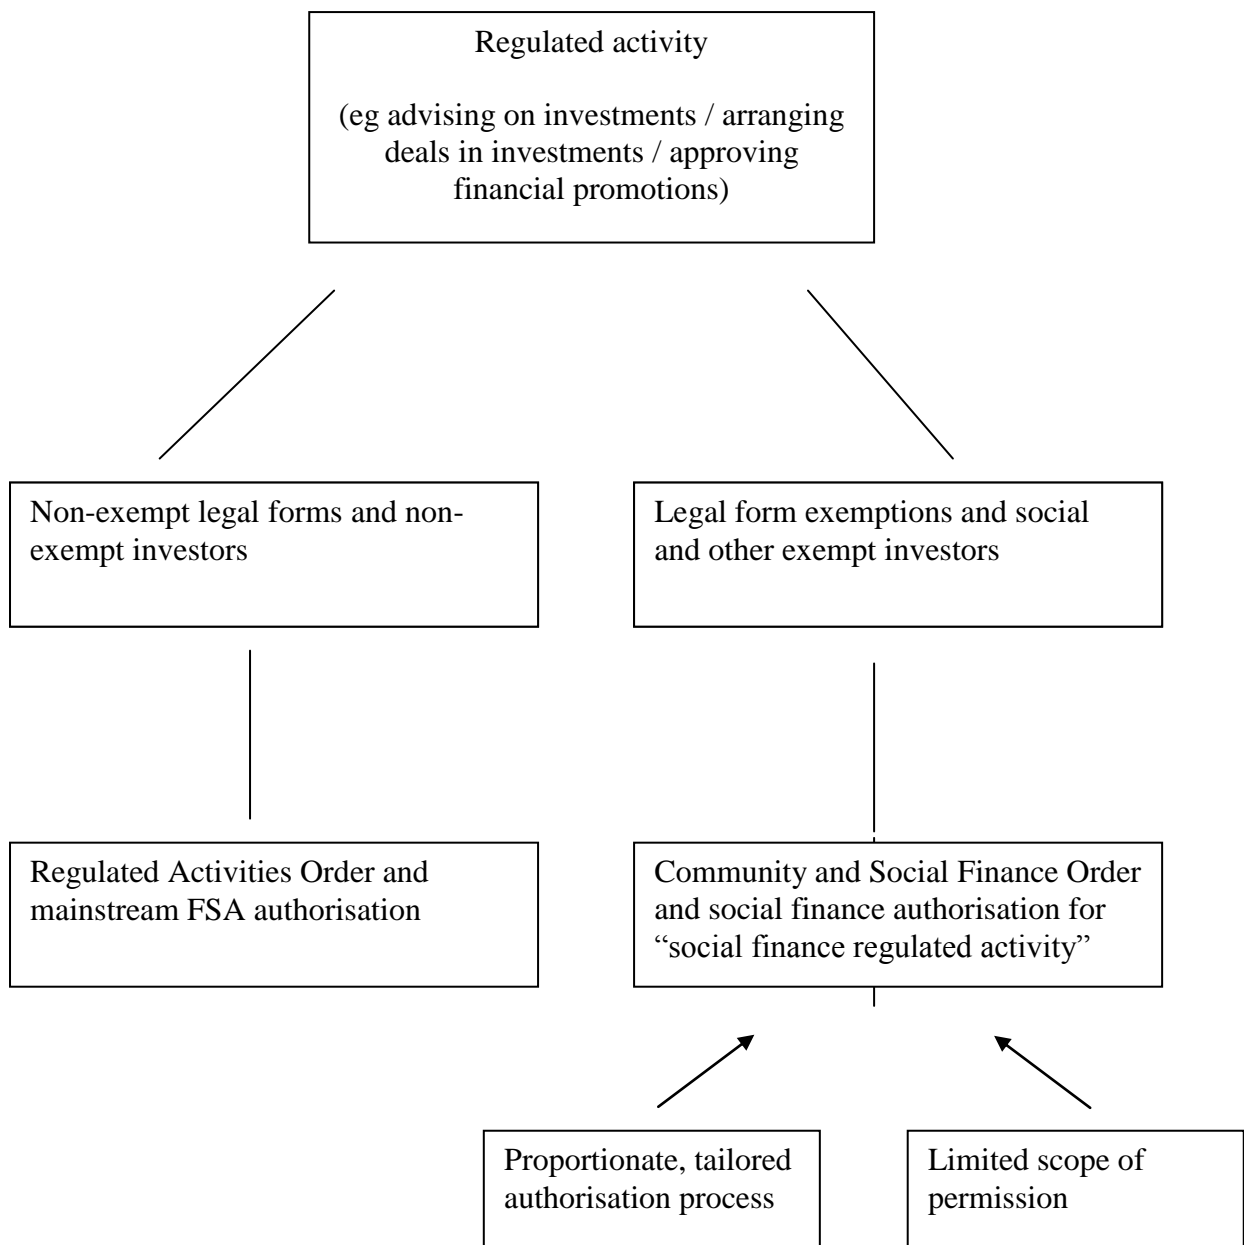 Regulated activity
(eg advising on investments / arranging
deals in investments / approving
financial promotions)
Non-exempt legal forms and non-
exempt investors
Legal form exemptions and social
and other exempt investors
Regulated Activities Order and
mainstream FSA authorisation
Community and Social Finance Order
and social finance authorisation for
“social finance regulated activity”
Proportionate, tailored
authorisation process
Limited scope of
permission